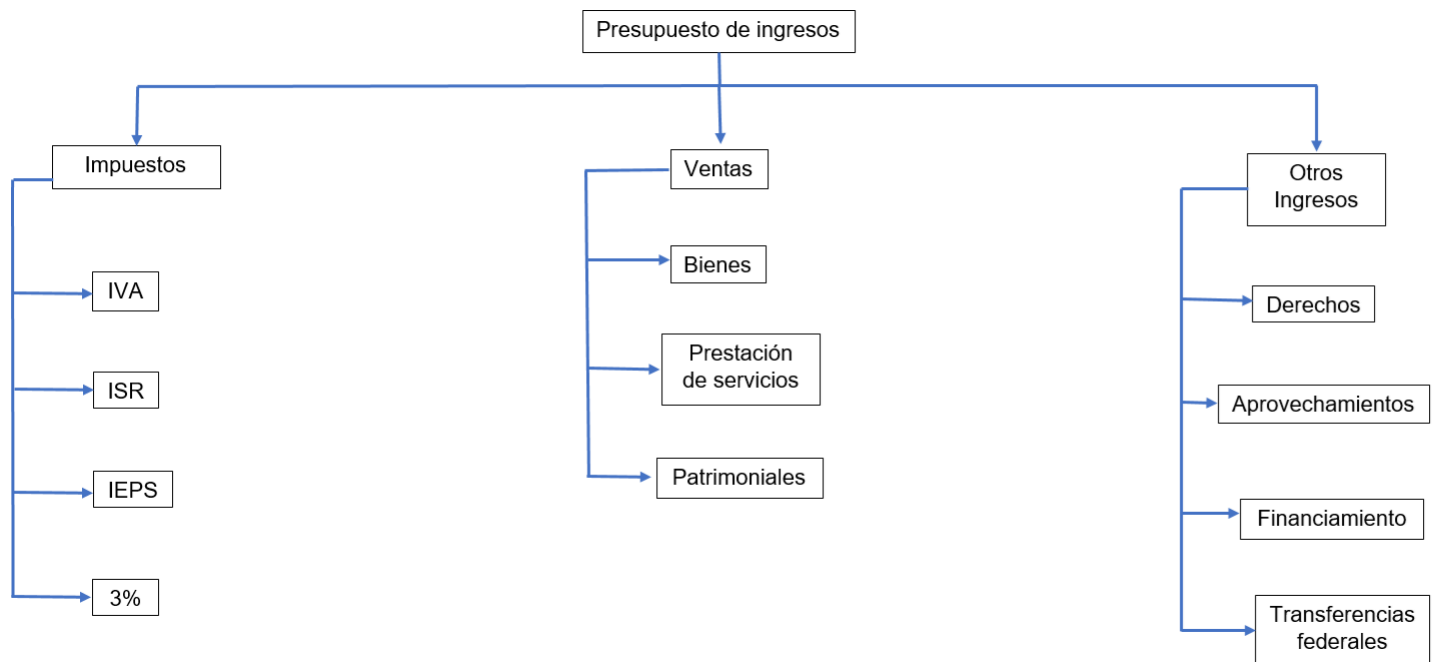 Presupuesto de ingresos
Impuestos
IVA
ISR
IEPS
3%
Ventas
Bienes
Prestación
de servicios
Patrimoniales
Otros
Ingresos
Derechos
Aprovechamientos
Financiamiento
Transferencias
federales